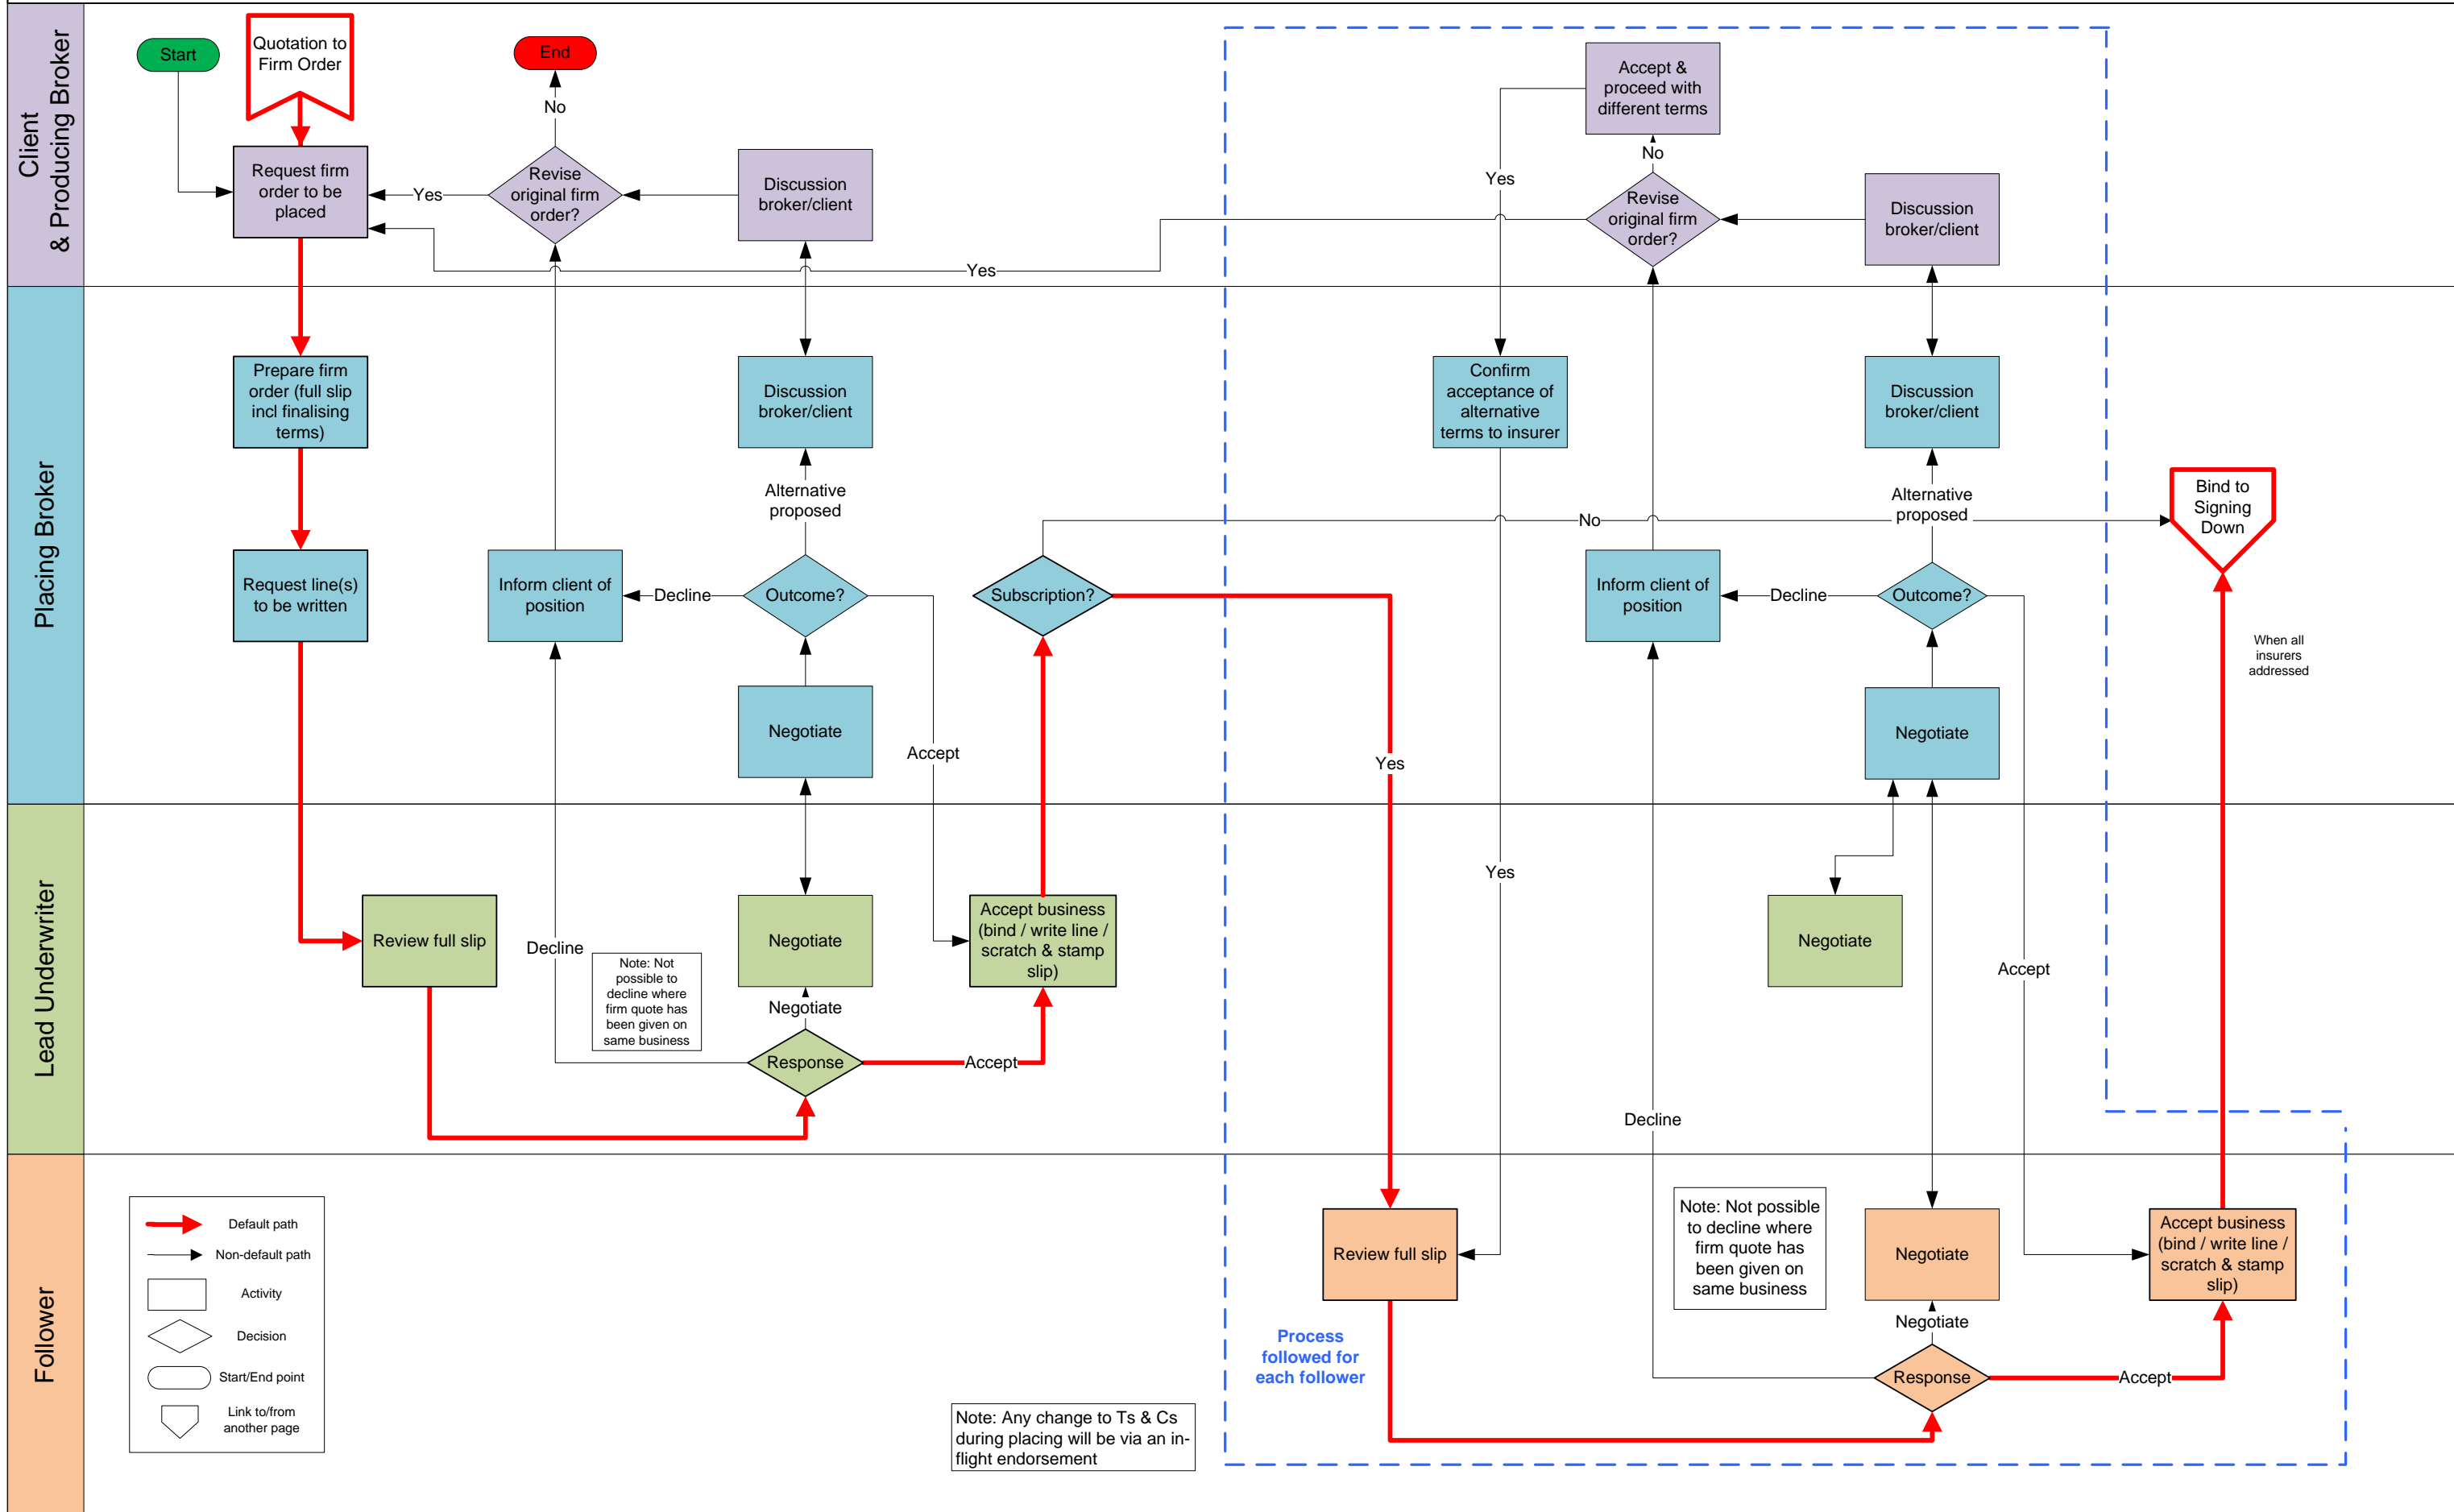 Client
& Producing Broker
Start
Quotation to
Firm Order
End
No
Request firm
order to be
placed
Yes
Revise
original firm
order?
Discussion
broker/client
Yes
Accept &
proceed with
different terms
No
Yes
Revise
original firm
order?
Discussion
broker/client
Placing Broker
Prepare firm
order (full slip
incl finalising
terms)
Discussion
broker/client
Confirm
acceptance of
alternative
terms to insurer
Discussion
broker/client
Alternative
proposed
Alternative
proposed
No
Bind to
Signing
Down
Request line(s)
to be written
Inform client of
position
Decline
Outcome?
Subscription?
Inform client of
position
Decline
Outcome?
When all
insurers
addressed
Negotiate
Accept
Yes
Negotiate
Lead Underwriter
Yes
Review full slip
Decline
Note: Not
possible to
decline where
firm quote has
been given on
same business
Negotiate
Negotiate
Response
Accept
Accept business
(bind / write line /
scratch & stamp
slip)
Negotiate
Accept
Decline
Follower
Default path
Non-default path
Activity
Decision
Start/End point
Link to/from
another page
Note: Any change to Ts & Cs
during placing will be via an in-
flight endorsement
Process
followed for
each follower
Review full slip
Note: Not possible
to decline where
firm quote has
been given on
same business
Negotiate
Negotiate
Response
Accept
Accept business
(bind / write line /
scratch & stamp
slip)